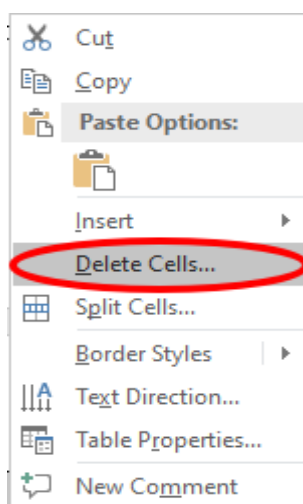 Cut
Copy
Paste Options:
Insert
Delete Cells...
Split Cells...
Border Styles
Text Direction...
Table Properties...
New Comment